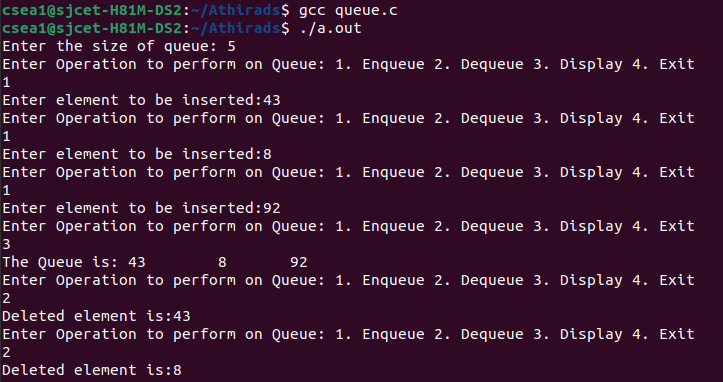 csea1@sjcet-H81M-DS2:~/Athirads$ gcc queue.c
csea1@sjcet-H81M-DS2:~/Athirads$ ./a.out
Enter the size of queue: 5
Enter Operation to perform on Queue: 1. Enqueue 2. Dequeue 3. Display 4. Exit
1
Enter element to be inserted:43
Enter Operation to perform on Queue: 1. Enqueue 2. Dequeue 3. Display 4. Exit
1
Enter element to be inserted:8
Enter Operation to perform on Queue: 1. Enqueue 2. Dequeue 3. Display 4. Exit
1
Enter element to be inserted:92
Enter Operation to perform on Queue: 1. Enqueue 2. Dequeue 3. Display 4. Exit
3
The Queue is: 43        8       92
Enter Operation to perform on Queue: 1. Enqueue 2. Dequeue 3. Display 4. Exit
2
Deleted element is:43
Enter Operation to perform on Queue: 1. Enqueue 2. Dequeue 3. Display 4. Exit
2
Deleted element is:8